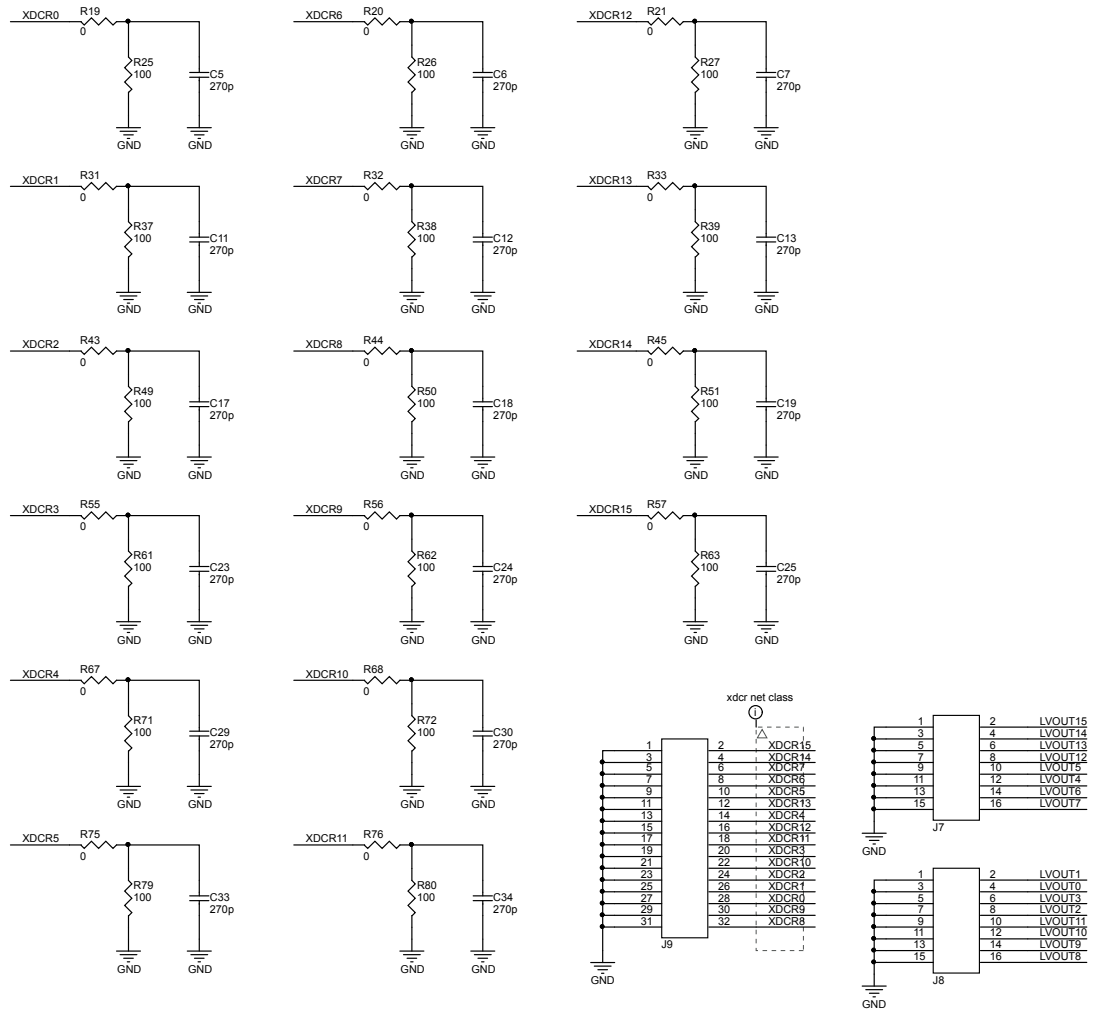 XDCR0 R19 XDCR6 R20 XDCR12 R21
0 0 0
R25 R26 R27
100 C5 100 C6 100 C7
270p 270p 270p
GND GND GND GND GND GND
XDCR1 R31 XDCR7 R32 XDCR13 R33
0 0 0
R37 R38 R39
100 C11 100 C12 100 C13
270p 270p 270p
GND GND GND GND GND GND
XDCR2 R43 XDCR8 R44 XDCR14 R45
0 0 0
R49 R50 R51
100 C17 100 C18 100 C19
270p 270p 270p
GND GND GND GND GND GND
XDCR3 R55 XDCR9 R56 XDCR15 R57
0 0 0
R61 R62 R63
100 C23 100 C24 100 C25
270p 270p 270p
GND GND GND GND GND GND
XDCR4 R67 XDCR10 R68
0 0
R71 R72
100 C29 100 C30
270p 270p
GND GND GND GND
XDCR5 R75 XDCR11 R76
0 0
R79 R80
100 C33 100 C34
270p 270p
GND GND GND GND
xdcr net class
i
1 2 XDCR15
3 4 XDCR14
5 6 XDCR7
7 8 XDCR6
9 10 XDCR5
11 12 XDCR13
13 14 XDCR4
15 16 XDCR12
17 18 XDCR11
19 20 XDCR3
21 22 XDCR10
23 24 XDCR2
25 26 XDCR1
27 28 XDCR0
29 30 XDCR9
31 32 XDCR8
J9
GND
1 2 LVOUT15
3 4 LVOUT14
5 6 LVOUT13
7 8 LVOUT12
9 10 LVOUT5
11 12 LVOUT4
13 14 LVOUT6
15 16 LVOUT7
J7
GND
1 2 LVOUT1
3 4 LVOUT0
5 6 LVOUT3
7 8 LVOUT2
9 10 LVOUT11
11 12 LVOUT10
13 14 LVOUT9
15 16 LVOUT8
J8
GND